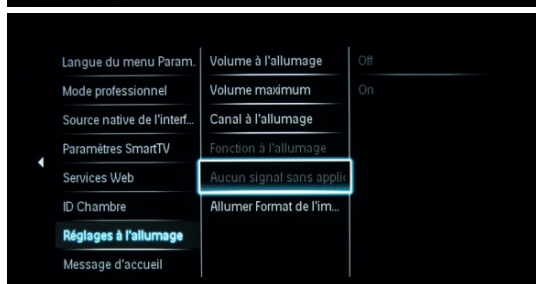 Langue du menu Param.
Mode professionnel
Source native de l'interf...
Paramètres SmartTV
Services Web
ID Chambre
Réglages à l'allumage
Message d'accueil
Volume à l'allumage
Volume maximum
Canal à l'allumage
Fonction à l'allumage
Aucun signal sans applic
Allumer Format de l'im...
Off
On